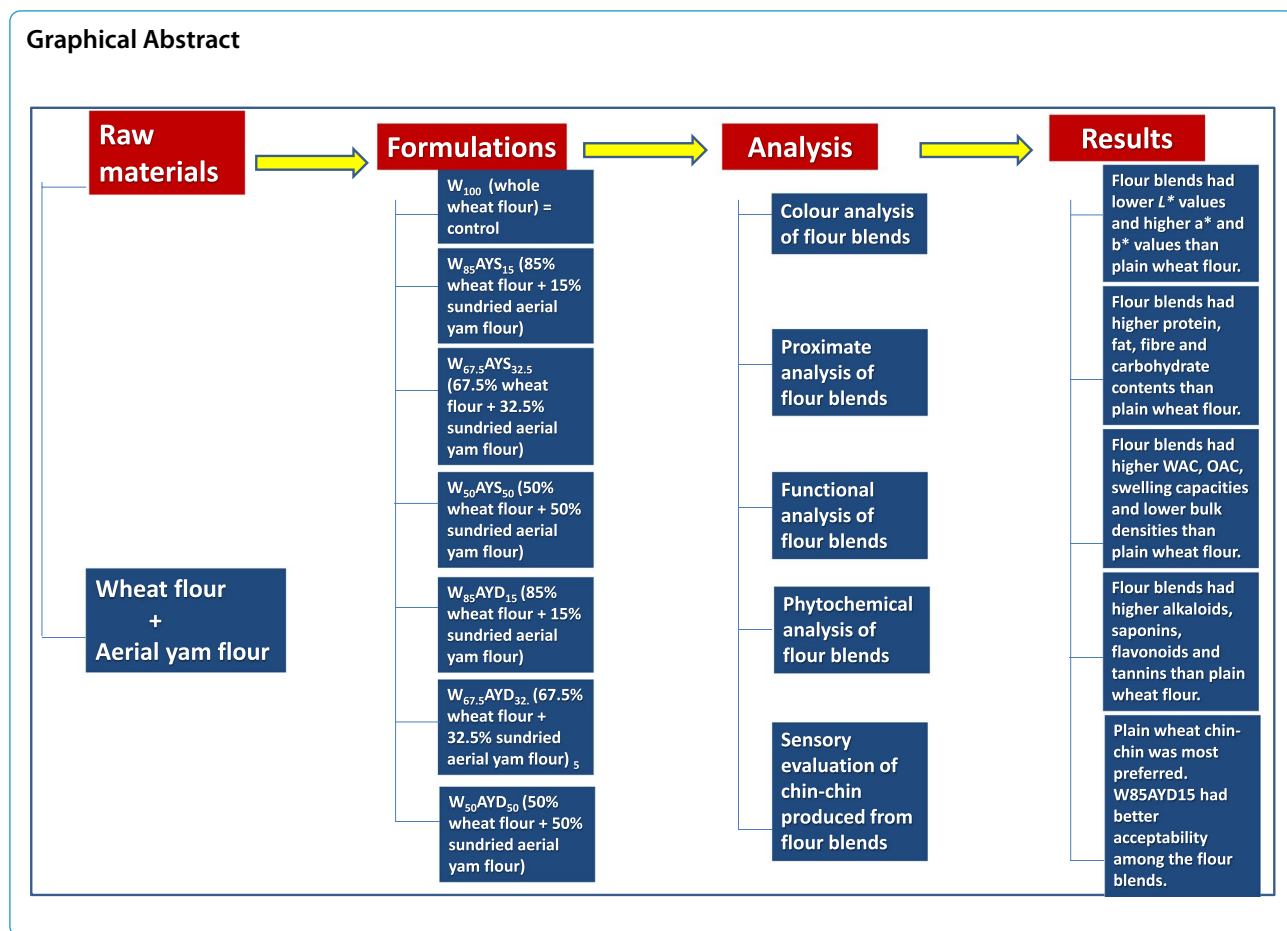 Graphical Abstract
Raw
materials
Wheat flour
+
Aerial yam flour
Formulations
W100 (whole
wheat flour) =
control
W85AYS15 (85%
wheat flour + 15%
sundried aerial
yam flour)
W67.5AYS32.5
(67.5% wheat
flour + 32.5%
sundried aerial
yam flour)
W50AYS50 (50%
wheat flour + 50%
sundried aerial
yam flour)
W85AYD15 (85%
wheat flour + 15%
sundried aerial
yam flour)
W67.5AYD32. (67.5%
wheat flour +
32.5% sundried
aerial yam flour) 5
W50AYD50 (50%
wheat flour + 50%
sundried aerial
yam flour)
Analysis
Colour analysis
of flour blends
Proximate
analysis of
flour blends
Functional
analysis of
flour blends
Phytochemical
analysis of
flour blends
Sensory
evaluation of
chin-chin
produced from
flour blends
Results
Flour blends had
lower L* values
and higher a* and
b* values than
plain wheat flour.
Flour blends had
higher protein,
fat, fibre and
carbohydrate
contents than
plain wheat flour.
Flour blends had
higher WAC, OAC,
swelling capacities
and lower bulk
densities than
plain wheat flour.
Flour blends had
higher alkaloids,
saponins,
flavonoids and
tannins than plain
wheat flour.
Plain wheat chin-
chin was most
preferred.
W85AYD15 had
better
acceptability
among the flour
blends.